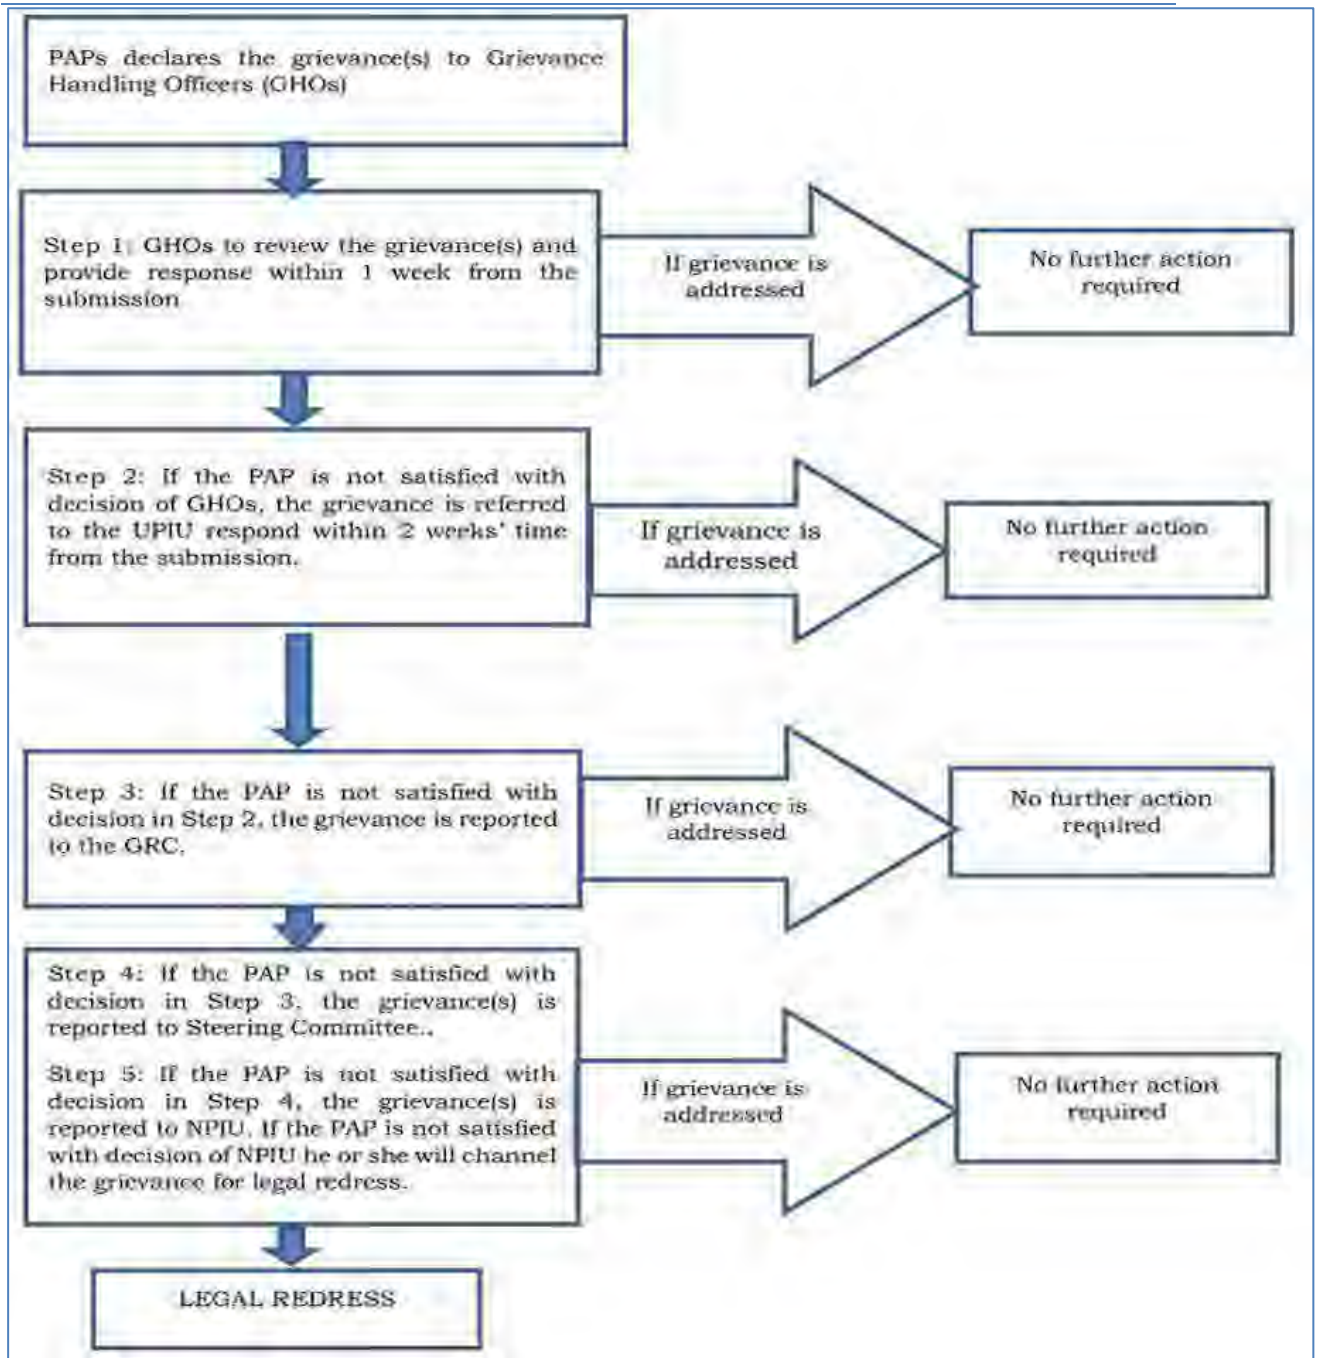 PAPs declares the grievance(s) to Grievance
Handling Officers (GHOs)
Step 1: GHOs to review the grievance(s) and
provide response within 1 week from the
submission
If grievance is
addressed
No further action
required
Step 2: If the PAP is not satisfied with
decision of GHOs, the grievance is referred
to the UPIU respond within 2 weeks' time
from the submission.
If grievance is
addressed
No further action
required
Step 3: If the PAP is not satisfied with
decision in Step 2, the grievance is reported
to the GRC.
If grievance is
addressed
No further action
required
Step 4: If the PAP is not satisfied with
decision in Step 3, the grievance(s) is
reported to Steering Committee..
Step 5: If the PAP is not satisfied with
decision in Step 4, the grievance(s) is
reported to NPIU. If the PAP is not satisfied
with decision of NPIU he or she will channel
the grievance for legal redress.
If grievance is
addressed
No further action
required
LEGAL REDRESS